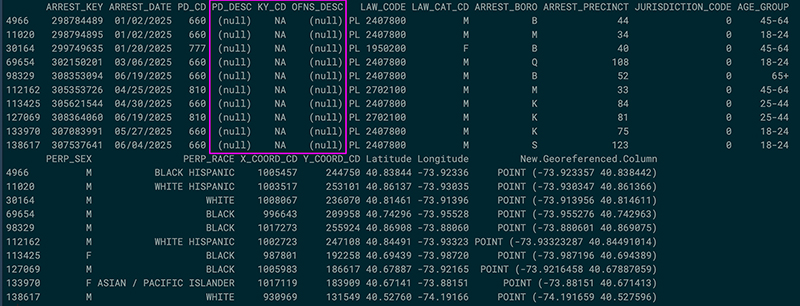 ARREST_KEY ARREST_DATE PD_CD PD_DESC KY_CD OFNS_DESC LAW_CODE LAW_CAT_CD ARREST_BORO ARREST_PRECINCT JURISDICTION_CODE AGE_GROUP
4966 298784489 01/02/2025 660 (null) NA (null) PL 2407800 M B 44 0 45-64
11020 298794895 01/02/2025 660 (null) NA (null) PL 2407800 M M 34 0 18-24
30164 299749635 01/20/2025 777 (null) NA (null) PL 1950200 F B 40 0 45-64
69654 302150201 03/06/2025 660 (null) NA (null) PL 2407800 M Q 108 0 18-24
98329 308353094 06/19/2025 660 (null) NA (null) PL 2407800 M B 52 0 65+
112162 305353726 04/25/2025 810 (null) NA (null) PL 2702100 M M 33 0 45-64
113425 305621544 04/30/2025 660 (null) NA (null) PL 2407800 M K 84 0 25-44
127069 308364060 06/19/2025 810 (null) NA (null) PL 2702100 M K 81 0 25-44
133970 307083991 05/27/2025 660 (null) NA (null) PL 2407800 M K 75 0 18-24
138617 307537641 06/04/2025 660 (null) NA (null) PL 2407800 M S 123 0 18-24
PERP_SEX PERP_RACE X_COORD_CD Y_COORD_CD Latitude Longitude New.Georeferenced.Column
4966 M BLACK HISPANIC 1005457 244750 40.83844 -73.92336 POINT (-73.923357 40.838442)
11020 M WHITE HISPANIC 1003517 253101 40.86137 -73.93035 POINT (-73.930347 40.861366)
30164 M WHITE 1008067 236070 40.81461 -73.91396 POINT (-73.913956 40.814611)
69654 M BLACK 996643 209958 40.74296 -73.95528 POINT (-73.955276 40.742963)
98329 M BLACK 1017273 255924 40.86908 -73.88060 POINT (-73.880601 40.869075)
112162 M WHITE HISPANIC 1002723 247108 40.84491 -73.93323 POINT (-73.93323287 40.84491014)
113425 F BLACK 987801 192258 40.69439 -73.98720 POINT (-73.987196 40.694389)
127069 M BLACK 1005983 186617 40.67887 -73.92165 POINT (-73.9216458 40.67887059)
133970 F ASIAN / PACIFIC ISLANDER 1017119 183909 40.67141 -73.88151 POINT (-73.88151 40.671413)
138617 M WHITE 930969 131549 40.52760 -74.19166 POINT (-74.191659 40.527596)